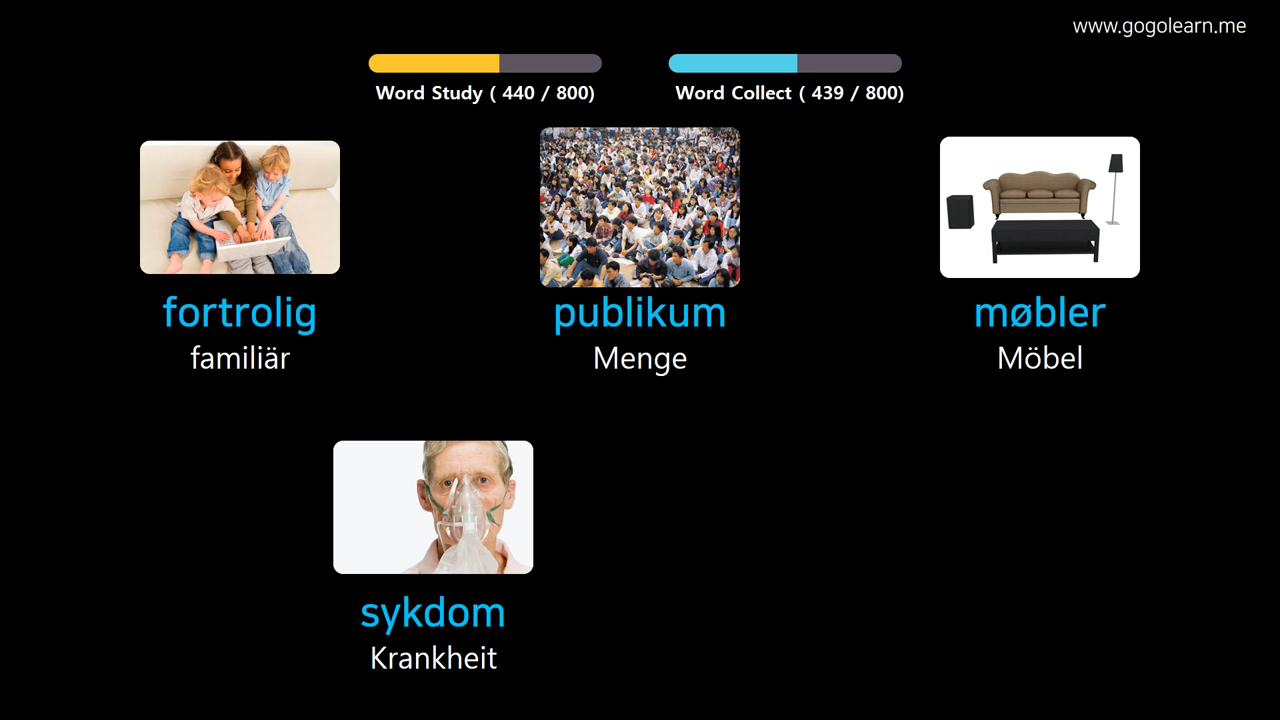 www.gogolearn.me
Word Study ( 440 / 800)
Word Collect ( 439 / 800)
fortrolig
familiär
publikum
Menge
møbler
Möbel
sykdom
Krankheit